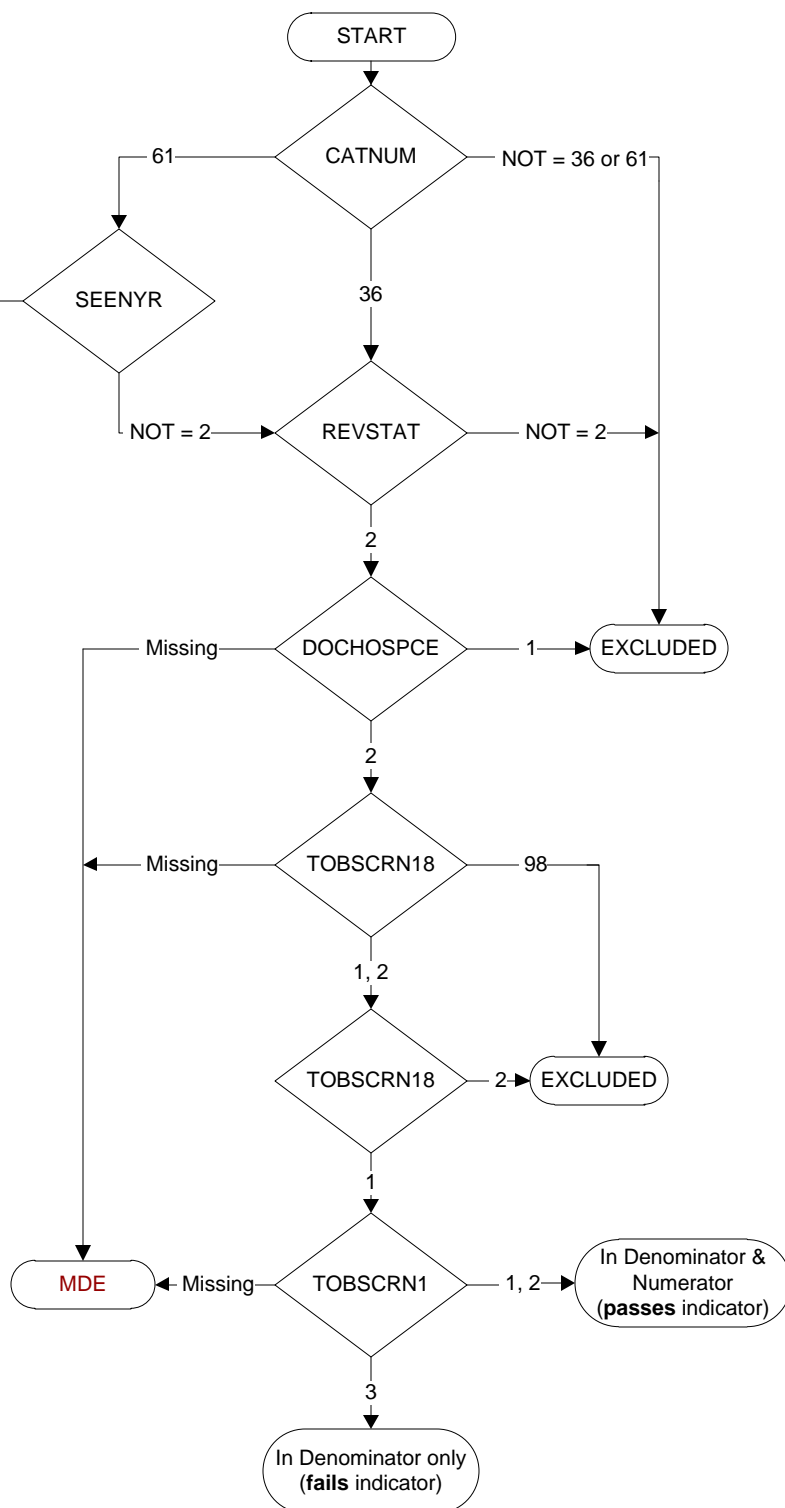 START
CATNUM
61
NOT = 36 or 61
36
SEENYR
NOT = 2
REVSTAT
NOT = 2
2
Missing
DOCHOSPCE
1
EXCLUDED
2
Missing
TOBSCRN18
98
1, 2
TOBSCRN18
2
EXCLUDED
1
MDE
Missing
TOBSCRN1
1, 2
In Denominator &
Numerator
(passes indicator)
3
In Denominator only
(fails indicator)